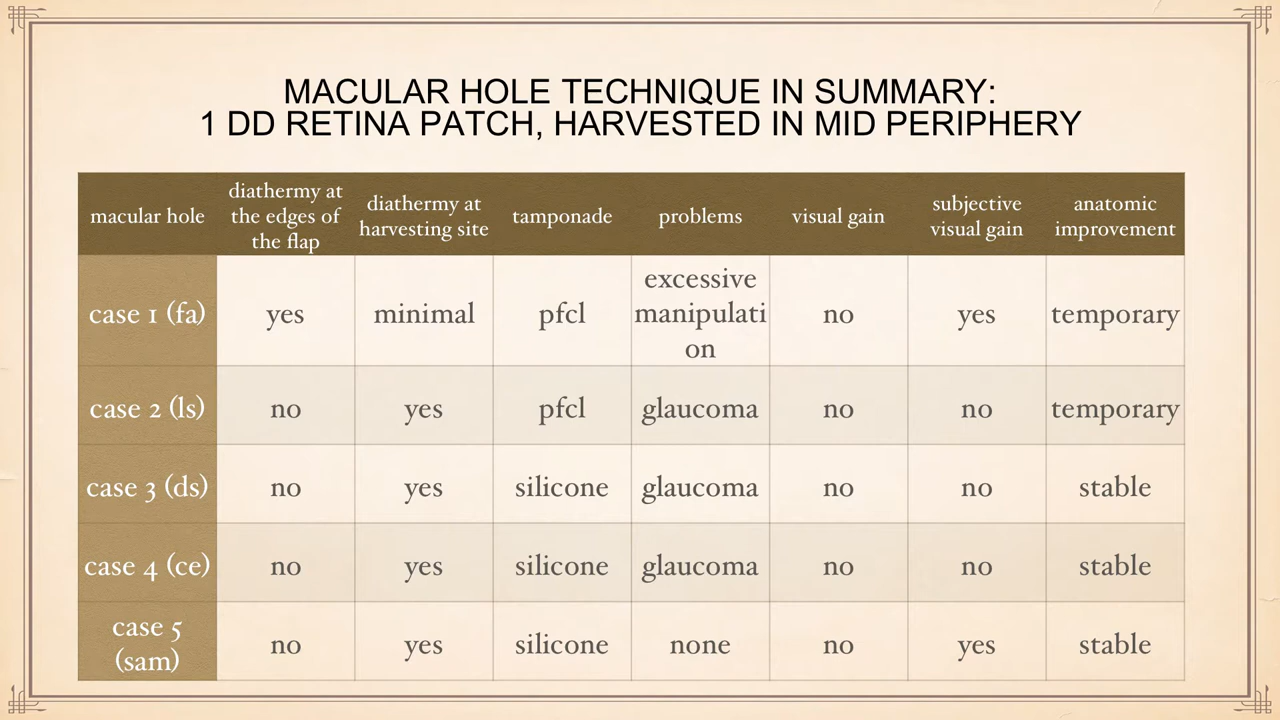 MACULAR HOLE TECHNIQUE IN SUMMARY:
1 DD RETINA PATCH, HARVESTED IN MID PERIPHERY
macular hole
diathermy at
the edges of
the flap
diathermy at
harvesting site
tamponade
problems
visual gain
subjective
visual gain
anatomic
improvement
case 1 (fa)
yes
minimal
pfcl
excessive
manipulati
on
no
yes
temporary
case 2 (ls)
no
yes
pfcl
glaucoma
no
no
temporary
case 3 (ds)
no
yes
silicone
glaucoma
no
no
stable
case 4 (ce)
no
yes
silicone
glaucoma
no
no
stable
case 5
(sam)
no
yes
silicone
none
no
yes
stable